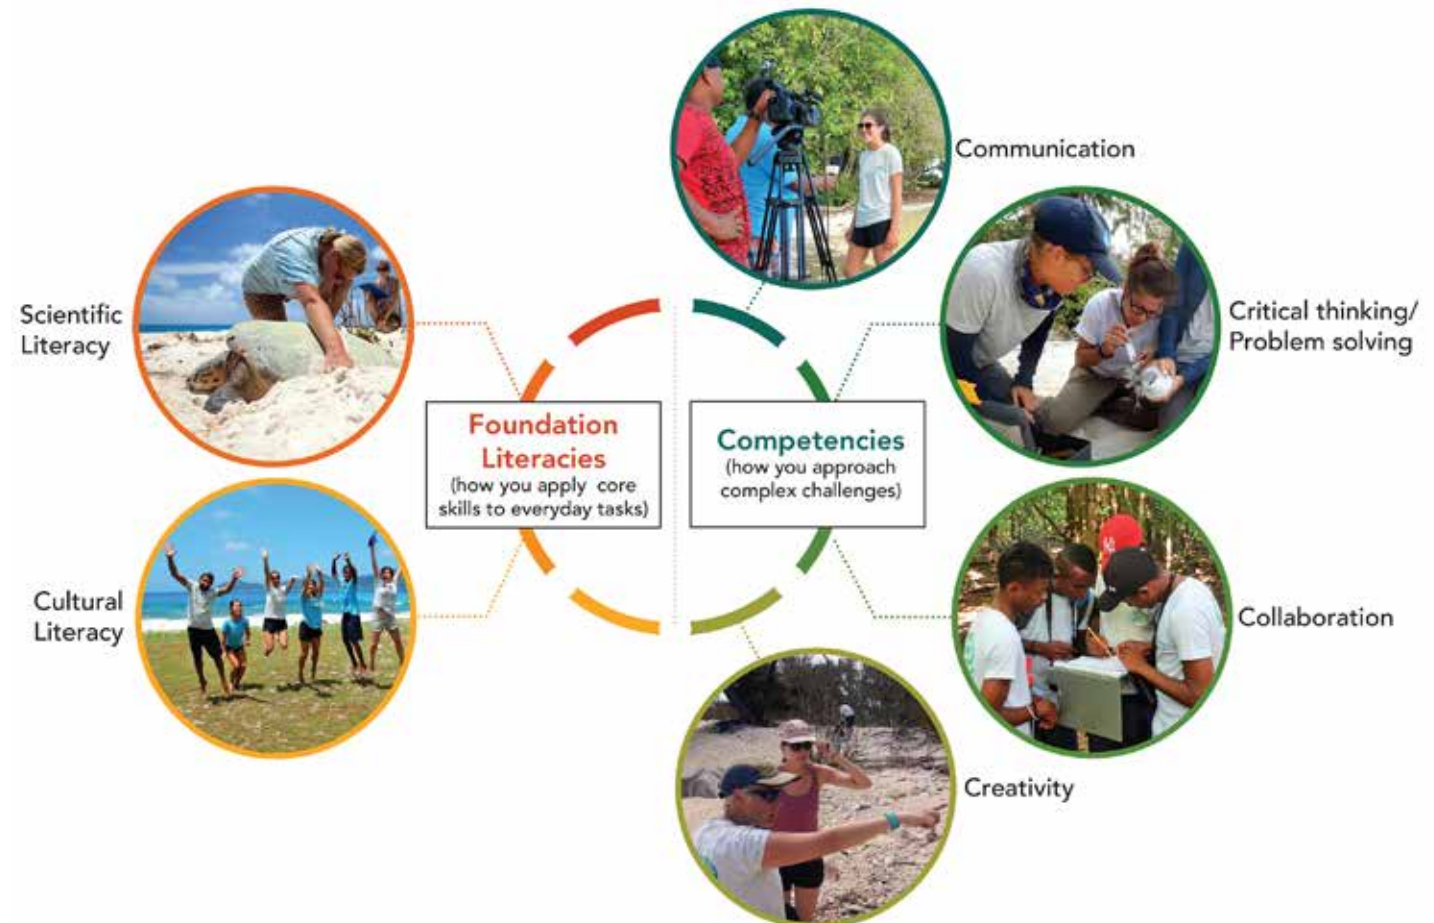 Communication
Scientific
Literacy
Critical thinking/
Problem solving
Foundation
Literacies
(how you apply core
skills to everyday tasks)
Competencies
(how you approach
complex challenges)
Cultural
Literacy
Collaboration
Creativity